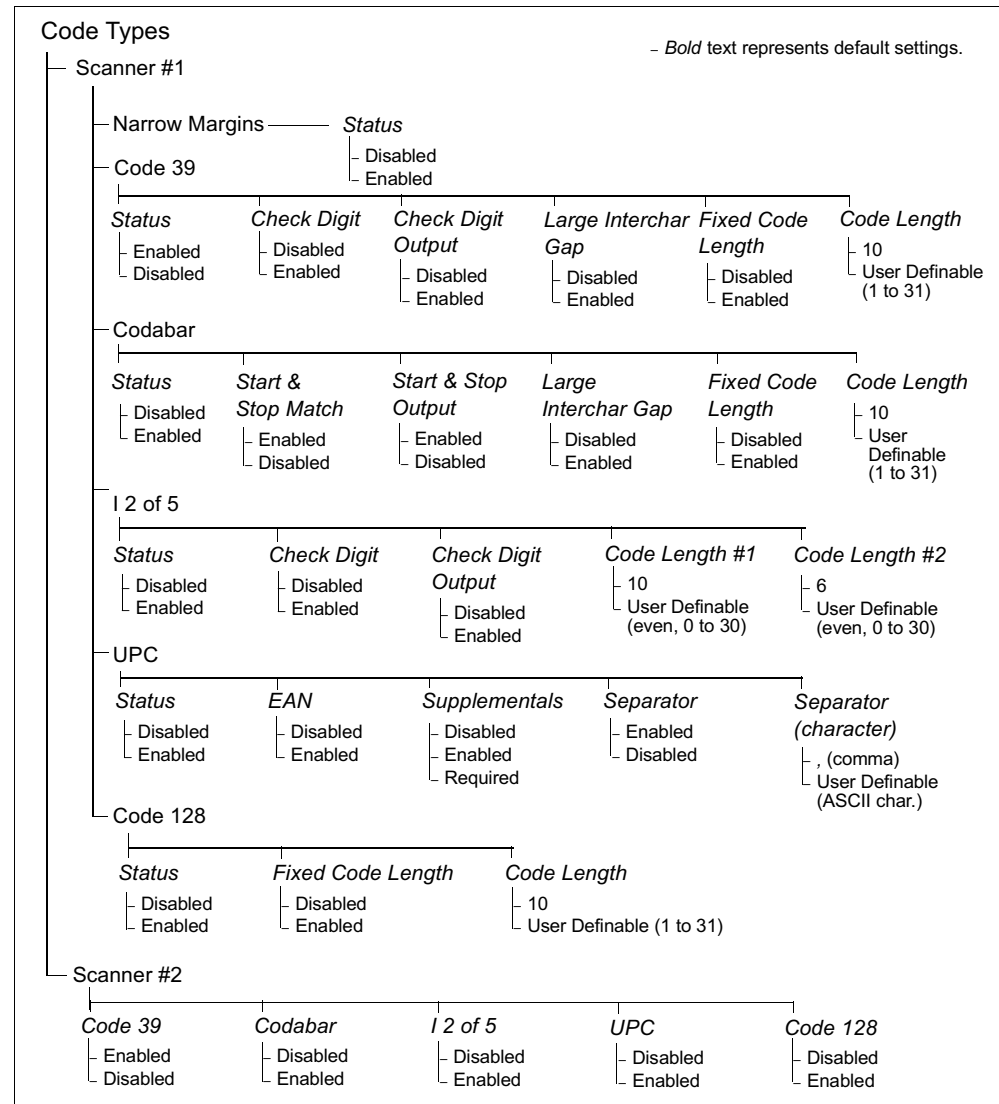 Code Types
– Bold text represents default settings.
Scanner #1
Narrow Margins
Status
Disabled
Enabled
Code 39
Status
Enabled
Disabled
Check Digit
Disabled
Enabled
Check Digit
Output
Disabled
Enabled
Large Interchar
Gap
Disabled
Enabled
Fixed Code
Length
Disabled
Enabled
Code Length
10
User Definable
(1 to 31)
Codabar
Status
Disabled
Enabled
Start &
Stop Match
Enabled
Disabled
Start & Stop
Output
Enabled
Disabled
Large
Interchar Gap
Disabled
Enabled
Fixed Code
Length
Disabled
Enabled
Code Length
10
User
Definable
(1 to 31)
I 2 of 5
Status
Disabled
Enabled
Check Digit
Disabled
Enabled
Check Digit
Output
Disabled
Enabled
Code Length #1
10
User Definable
(even, 0 to 30)
Code Length #2
6
User Definable
(even, 0 to 30)
UPC
Status
Disabled
Enabled
EAN
Disabled
Enabled
Supplementals
Disabled
Enabled
Required
Separator
Enabled
Disabled
Separator
(character)
, (comma)
User Definable
(ASCII char.)
Code 128
Status
Disabled
Enabled
Fixed Code Length
Disabled
Enabled
Code Length
10
User Definable (1 to 31)
Scanner #2
Code 39
Enabled
Disabled
Codabar
Disabled
Enabled
I 2 of 5
Disabled
Enabled
UPC
Disabled
Enabled
Code 128
Disabled
Enabled